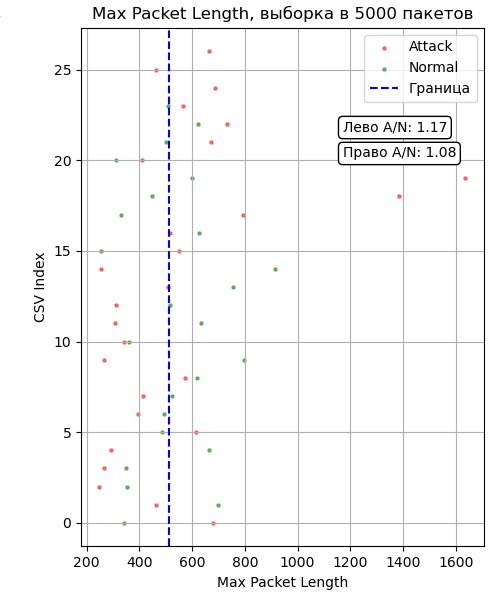 Max Packet Length, выборка в 5000 пакетов
Attack
Normal
Граница
Лево A/N: 1.17
Право A/N: 1.08
CSV Index
25
20
15
10
5
0
200 400 600 800 1000 1200 1400 1600
Max Packet Length